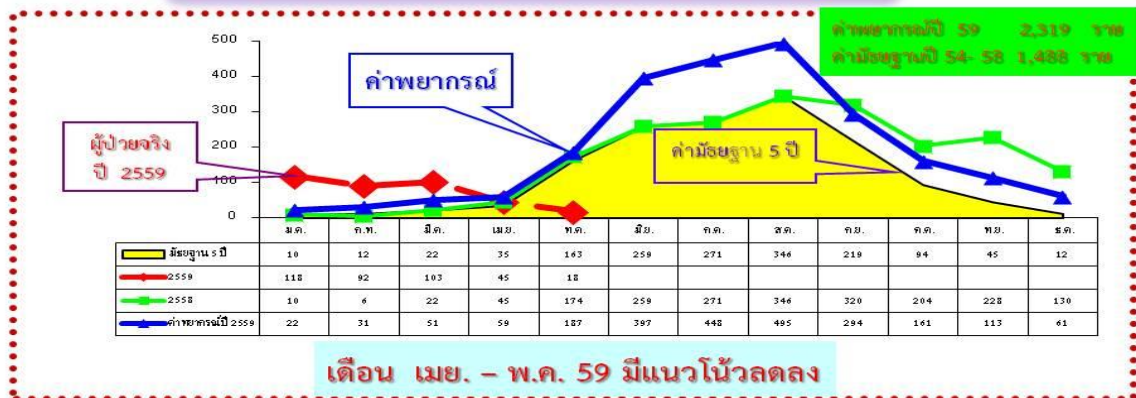 ค่าพยากรณ์ปี 59 2,319 ราย
ค่ามัธยฐานปี 54- 58 1,488 ราย
500
400
300
200
100
0
ค่าพยากรณ์
ผู้ป่วยจริง
ปี 2559
ค่ามัธยฐาน 5 ปี
ม.ค. ก.พ. มี.ค. เม.ย. พ.ค. มิ.ย. ก.ค. ส.ค. ก.ย. ต.ค. พ.ย. ธ.ค.
มัธยฐาน 5 ปี 10 12 22 35 163 259 271 346 219 94 45 12
2559 118 92 103 45 18
2558 10 6 22 45 174 259 271 346 320 204 228 130
ค่าพยากรณ์ปี 2559 22 31 51 59 187 397 448 495 294 161 113 61
เดือน เมย. – พ.ค. 59 มีแนวโน้วลดลง